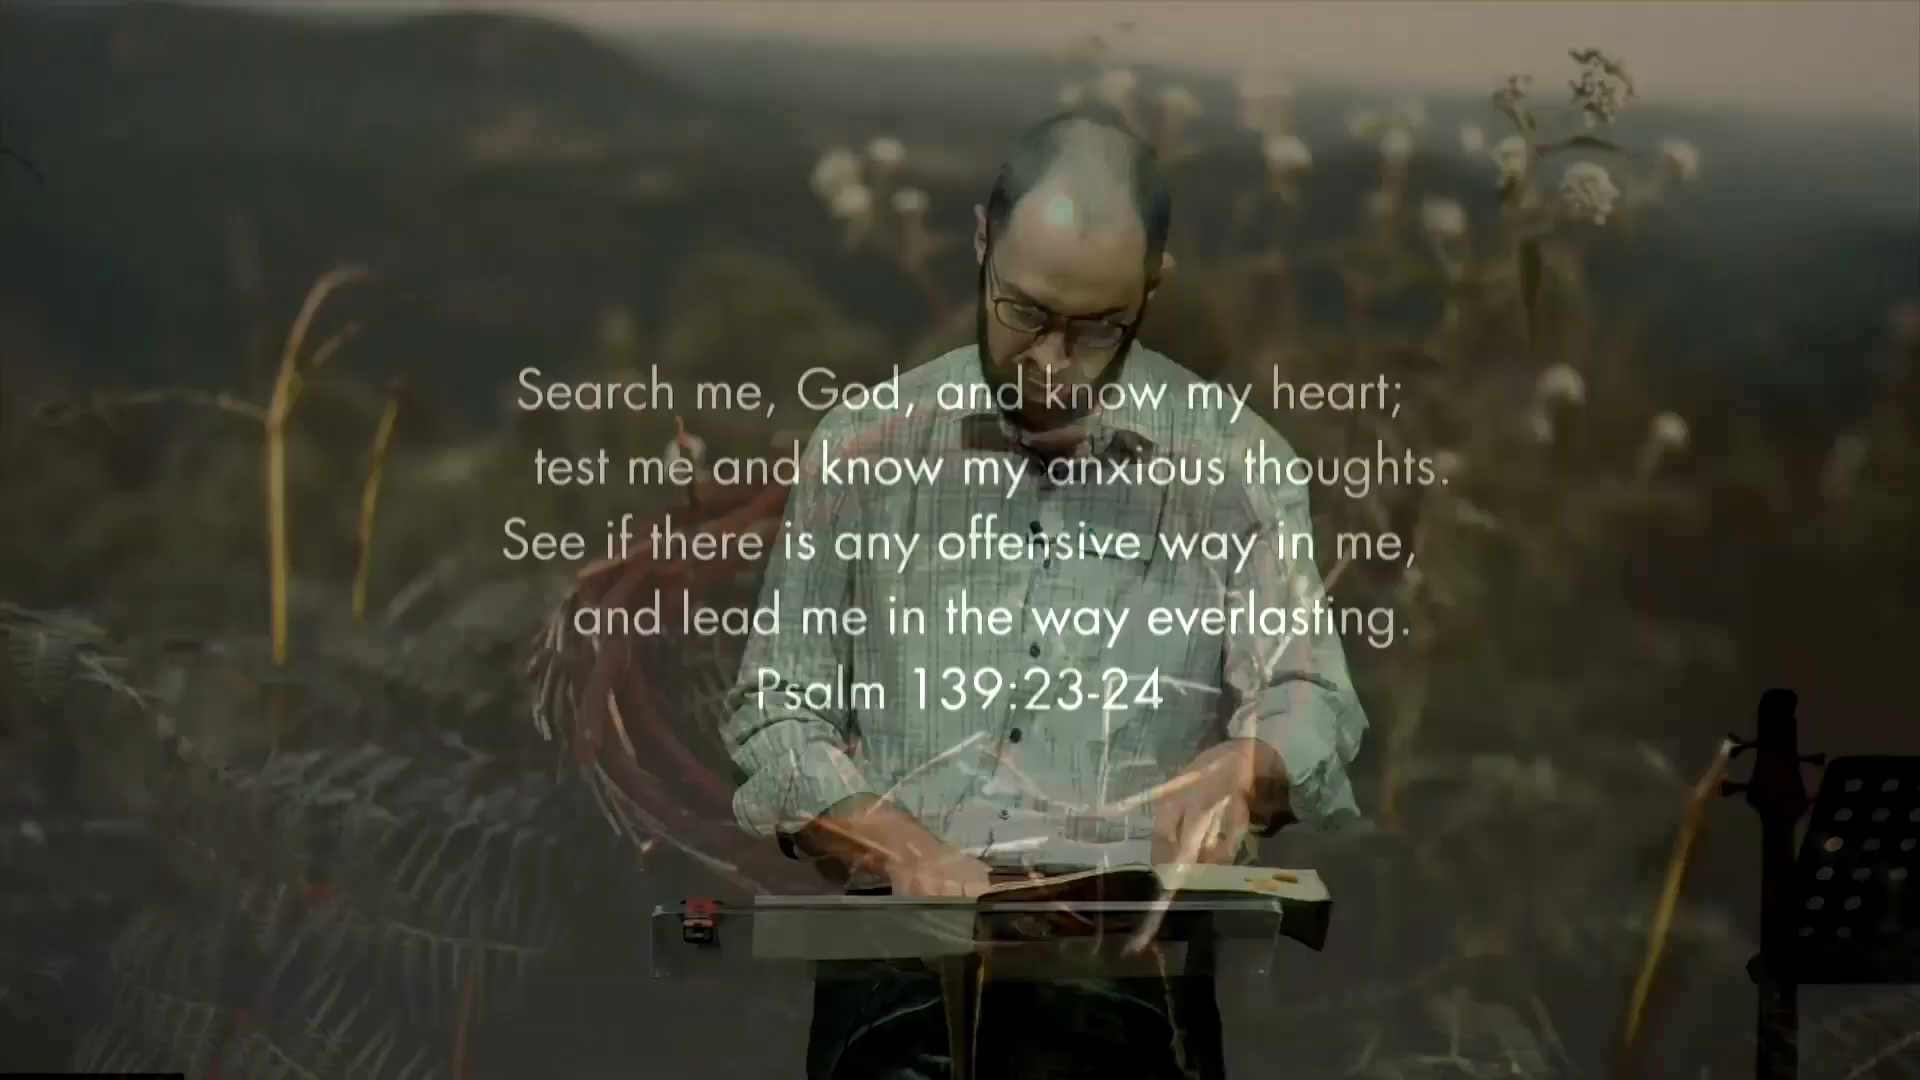 Search me, God, and know my heart;
test me and know my anxious thoughts.
See if there is any offensive way in me,
and lead me in the way everlasting.
Psalm 139:23-24